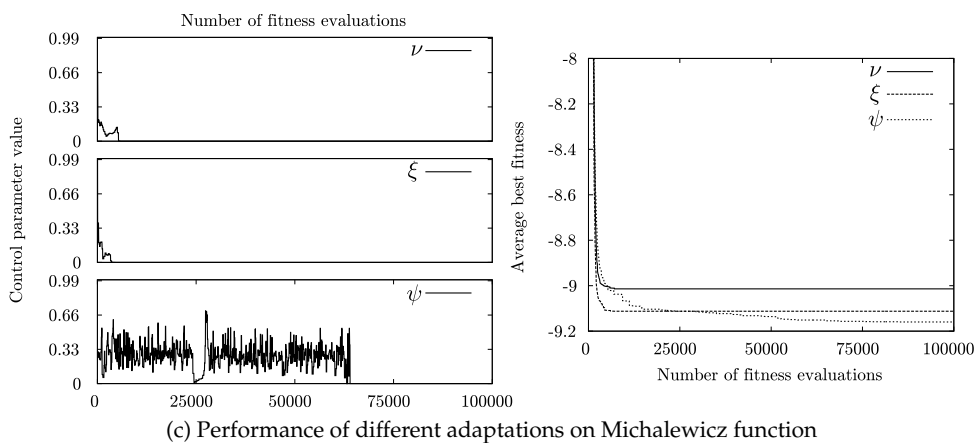 Number of fitness evaluations
Control parameter value
0.99
0.66
0.33
0
ν
0.99
0.66
0.33
0
ξ
0.99
0.66
0.33
0
ψ
0 25000 50000 75000 100000
Average best fitness
-8
-8.2
-8.4
-8.6
-8.8
-9
-9.2
ν
ξ
ψ
0 25000 50000 75000 100000
Number of fitness evaluations
(c) Performance of different adaptations on Michalewicz function